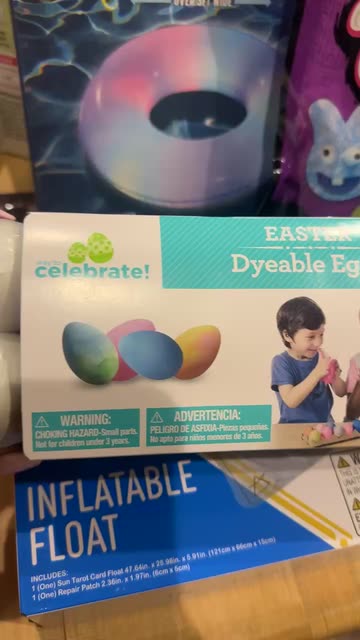 way to
celebrate!
EASTER
Dyeable Eg
WARNING:
CHOKING HAZARD-Small parts.
Not for children under 3 years.
ADVERTENCIA:
PELIGRO DE ASFIXIA-Piezas pequeñas.
No apto para niños menores de 3 años.
INFLATABLE
FLOAT
INCLUDES:
1 (One) Sun Tarot Card Float 47.64in x 25.98in x 5.91in (121cm x 66cm x 15cm)
1 (One) Repair Patch 2.36in x 1.97in (6cm x 5cm)